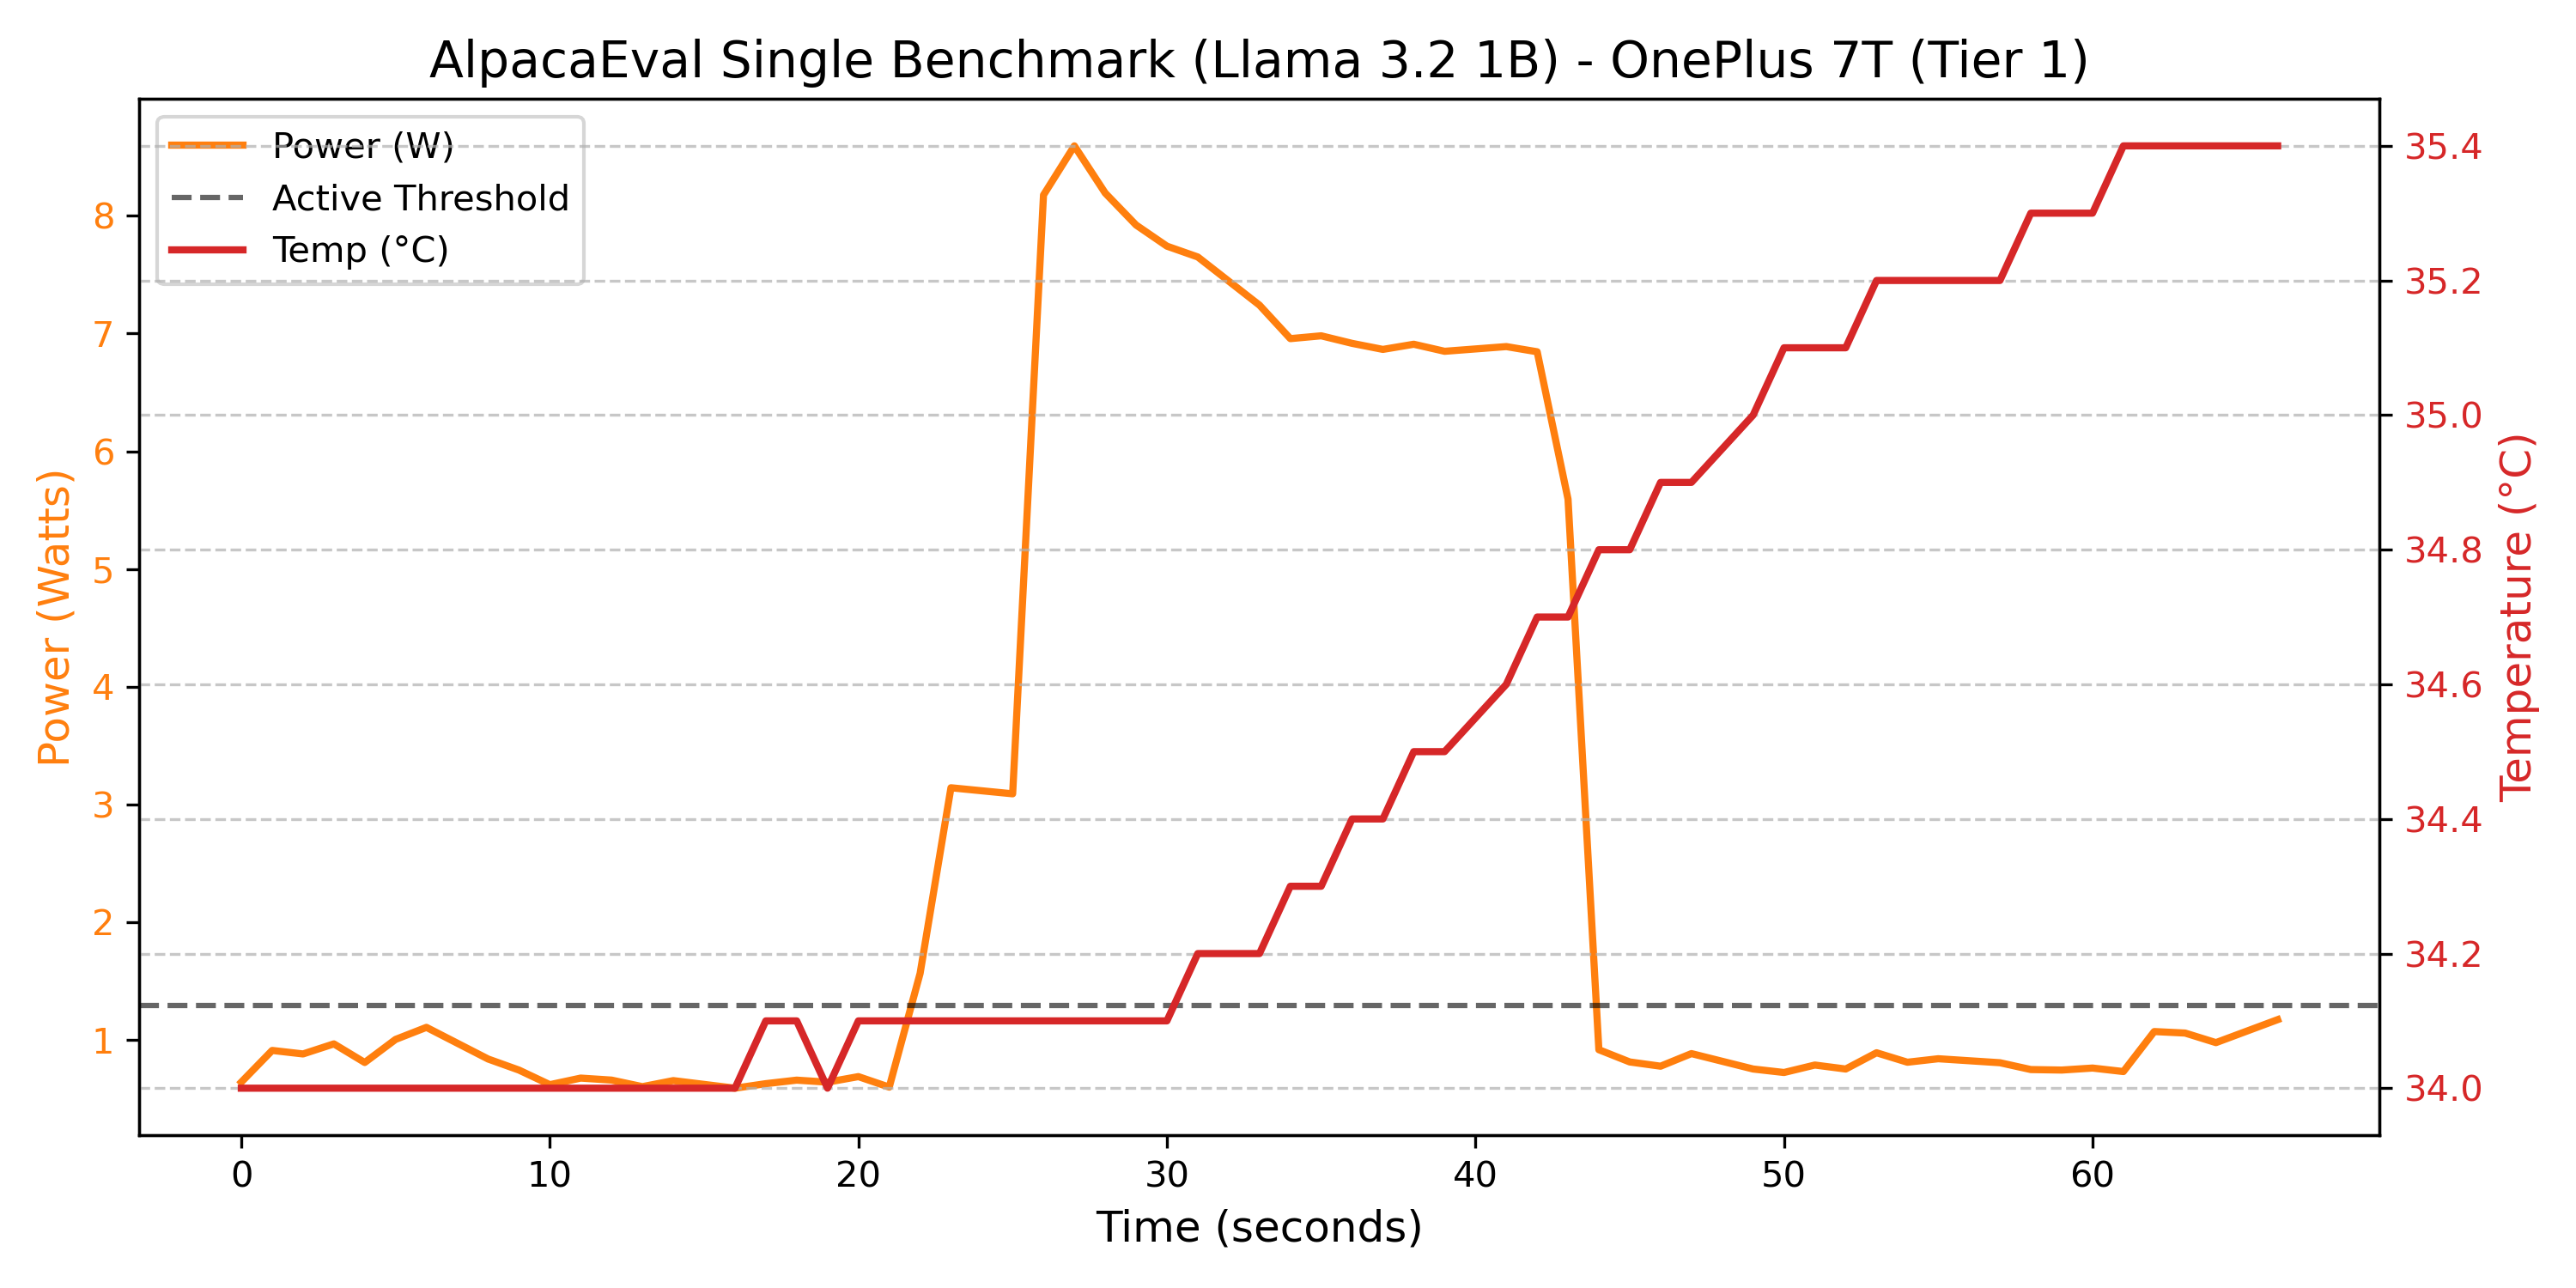 AlpacaEval Single Benchmark (Llama 3.2 1B) - OnePlus 7T (Tier 1)
Power (W)
Active Threshold
Temp (°C)
Power (Watts)
8
7
6
5
4
3
2
1
35.4
35.2
35.0
34.8
34.6
34.4
34.2
34.0
Temperature (°C)
0 10 20 30 40 50 60
Time (seconds)